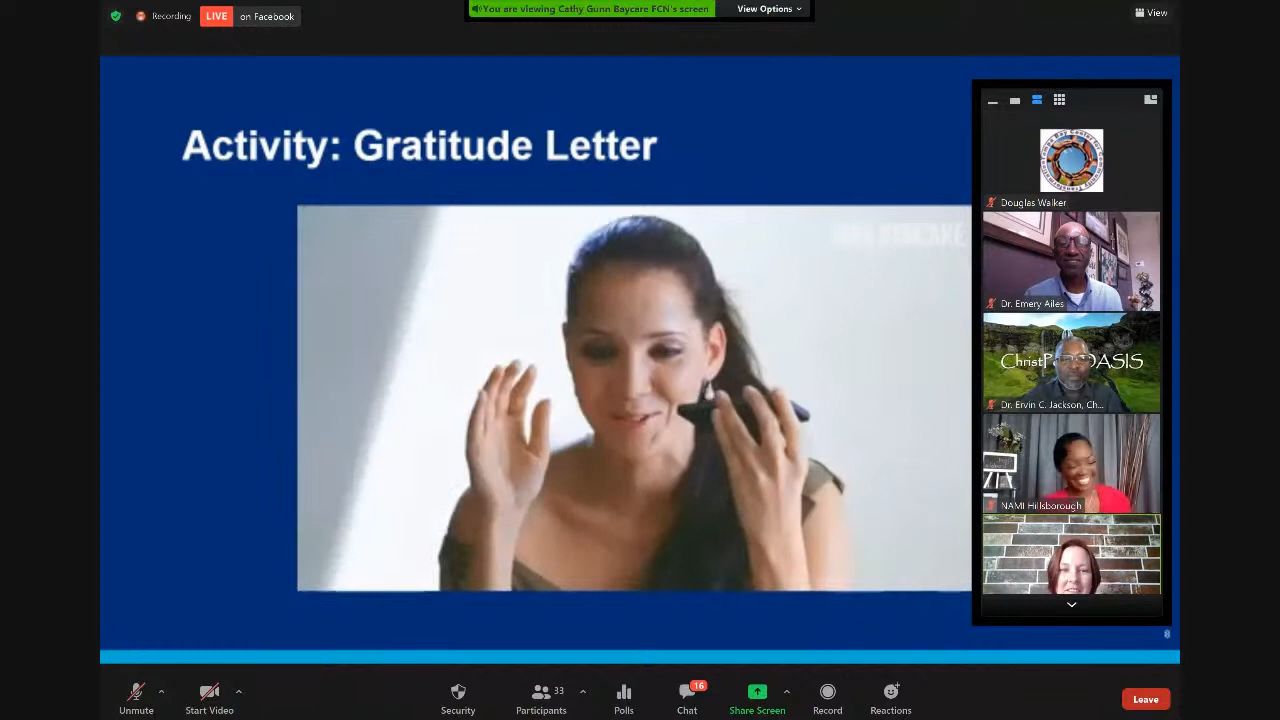 Recording
LIVE on Facebook
You are viewing Cathy Gunn Baycare FCN's screen
View Options
View
Activity: Gratitude Letter
Douglas Walker
Dr. Emery Ailes
Dr. Ervin C. Jackson, Ch...
NAMI Hillsborough
Unmute
Start Video
Security
33
Participants
Polls
16
Chat
Share Screen
Record
Reactions
Leave